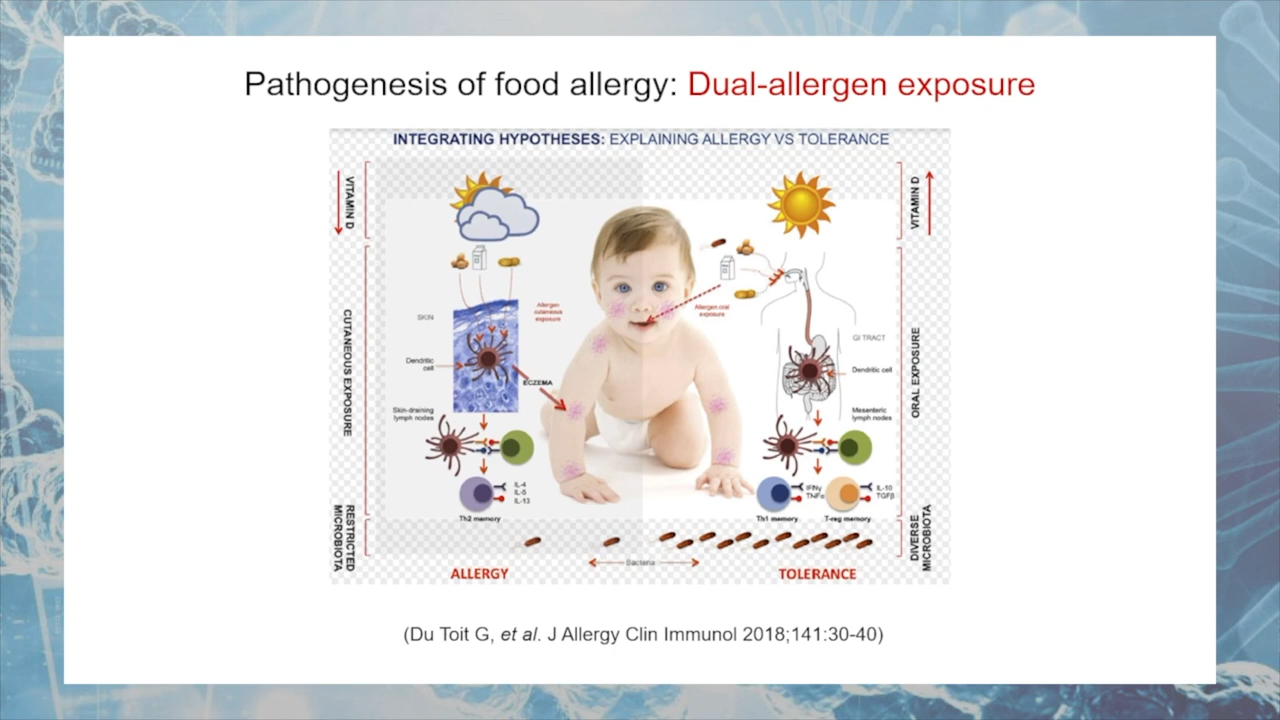 Pathogenesis of food allergy: Dual-allergen exposure
INTEGRATING HYPOTHESES: EXPLAINING ALLERGY VS TOLERANCE
VITAMIN D
CUTANEOUS EXPOSURE
RESTRICTED
MICROBIOTA
SKIN
Allergen
cutaneous
exposure
Dendritic
cell
ECZEMA
Skin-draining
lymph nodes
IL-4
IL-5
IL-13
Th2 memory
ALLERGY
Bacteria
Allergen oral
exposure
GI TRACT
Dendritic cell
Mesenteric
lymph nodes
IFNγ
TNFα
IL-10
TGFβ
Th1 memory
T-reg memory
TOLERANCE
VITAMIN D
ORAL EXPOSURE
DIVERSE
MICROBIOTA
(Du Toit G, et al. J Allergy Clin Immunol 2018;141:30-40)